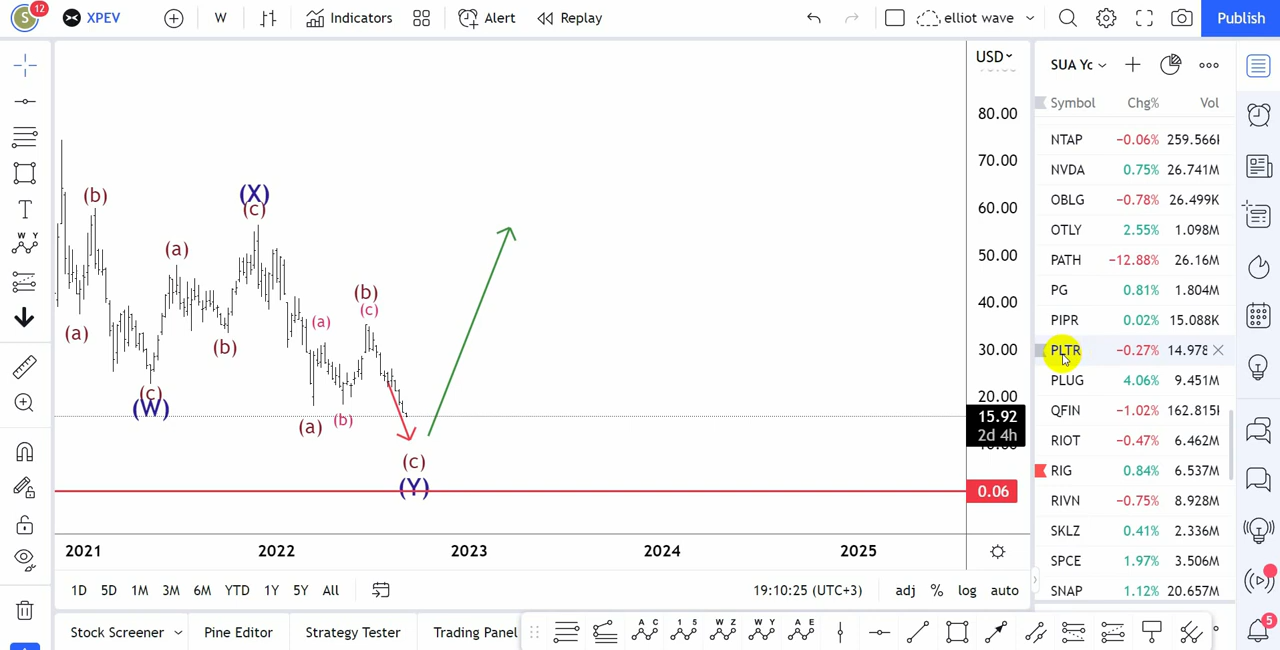 S 12 XPEV W Indicators Alert Replay elliot wave Publish
USD
SUA Yc
Symbol Chg% Vol
80.00
70.00
60.00
50.00
40.00
30.00
20.00
15.92
2d 4h
0.06
NTAP −0.06% 259.566
NVDA 0.75% 26.741M
OBLG −0.78% 26.499K
OTLY 2.55% 1.098M
PATH −12.88% 26.16M
PG 0.81% 1.804M
PIPR 0.02% 15.088K
PLTR −0.27% 14.978
PLUG 4.06% 9.451M
QFIN −1.02% 162.815
RIOT −0.47% 6.462M
RIG 0.84% 6.537M
RIVN −0.75% 8.928M
SKLZ 0.41% 2.336M
SPCE 1.97% 3.506M
SNAP 1.12% 20.657M
(b)
(X)
(c)
(a)
(b)
(c)
(a)
(a)
(b)
(c)
(W)
(a)
(b)
(c)
(Y)
W Y
T
2021 2022 2023 2024 2025
1D 5D 1M 3M 6M YTD 1Y 5Y All 19:10:25 (UTC+3) adj % log auto
Stock Screener Pine Editor Strategy Tester Trading Panel
A C 1 5 W Z W Y A E
5